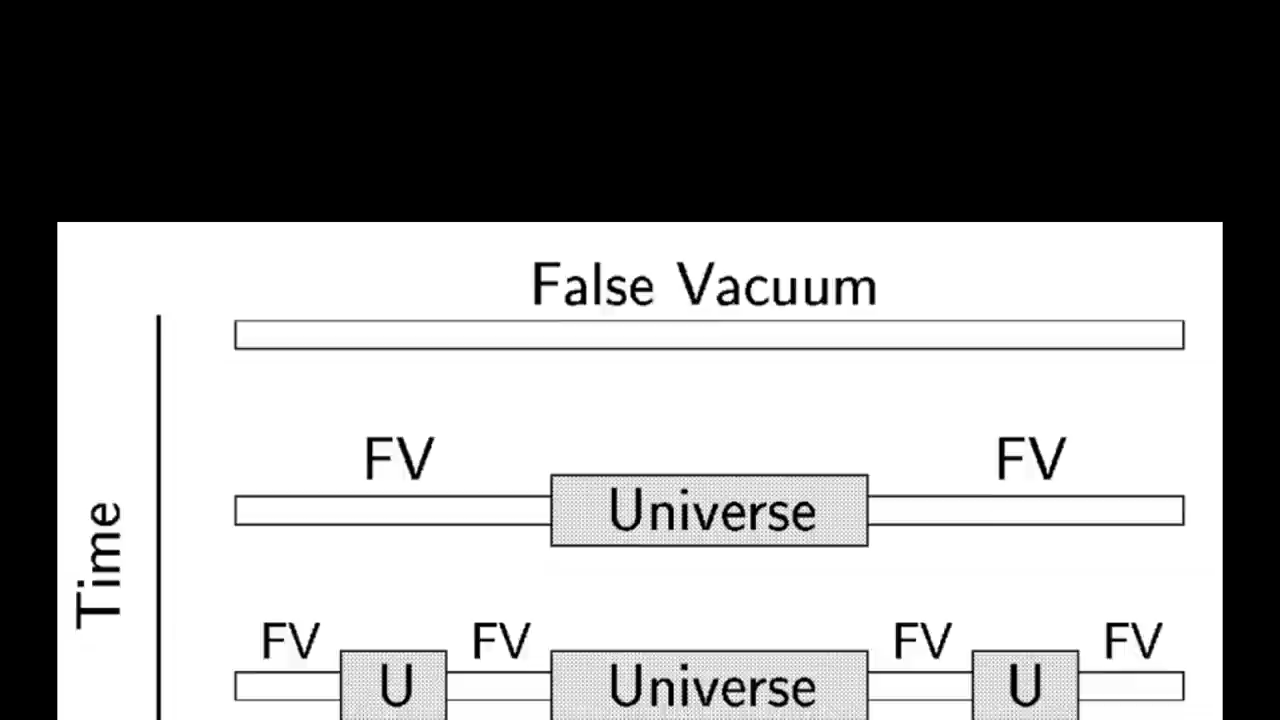 False Vacuum
FV FV
Universe
Time
FV FV FV FV
U Universe U